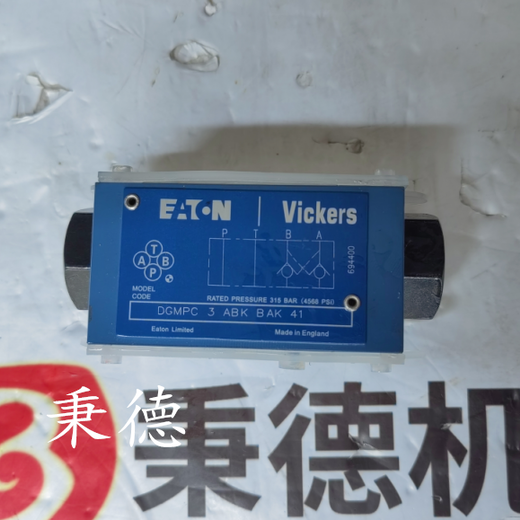 EATON Vickers
P T B A
T
A B
P
694400
MODEL
CODE
RATED PRESSURE 315 BAR (4568 PSI)
DGMPC 3 ABK BAK 41
Eaton Limited Made in England
秉德
秉德机